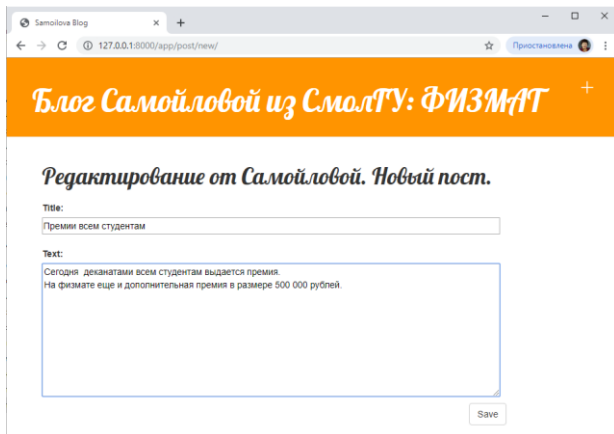 Samoilova Blog
127.0.0.1:8000/app/post/new/
Приостановлена
Блог Самойловой из СмолГУ: ФИЗМАТ
Редактирование от Самойловой. Новый пост.
Title:
Премии всем студентам
Text:
Сегодня деканатами всем студентам выдается премия.
На физмате еще и дополнительная премия в размере 500 000 рублей.
Save